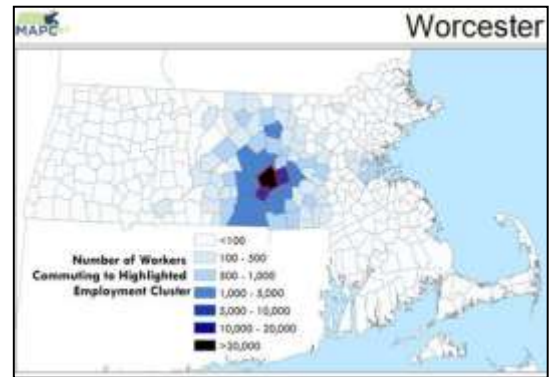 MAPC
Worcester
Number of Workers
Commuting to Highlighted
Employment Cluster
<100
100 - 500
500 - 1,000
1,000 - 5,000
5,000 - 10,000
10,000 - 20,000
>20,000